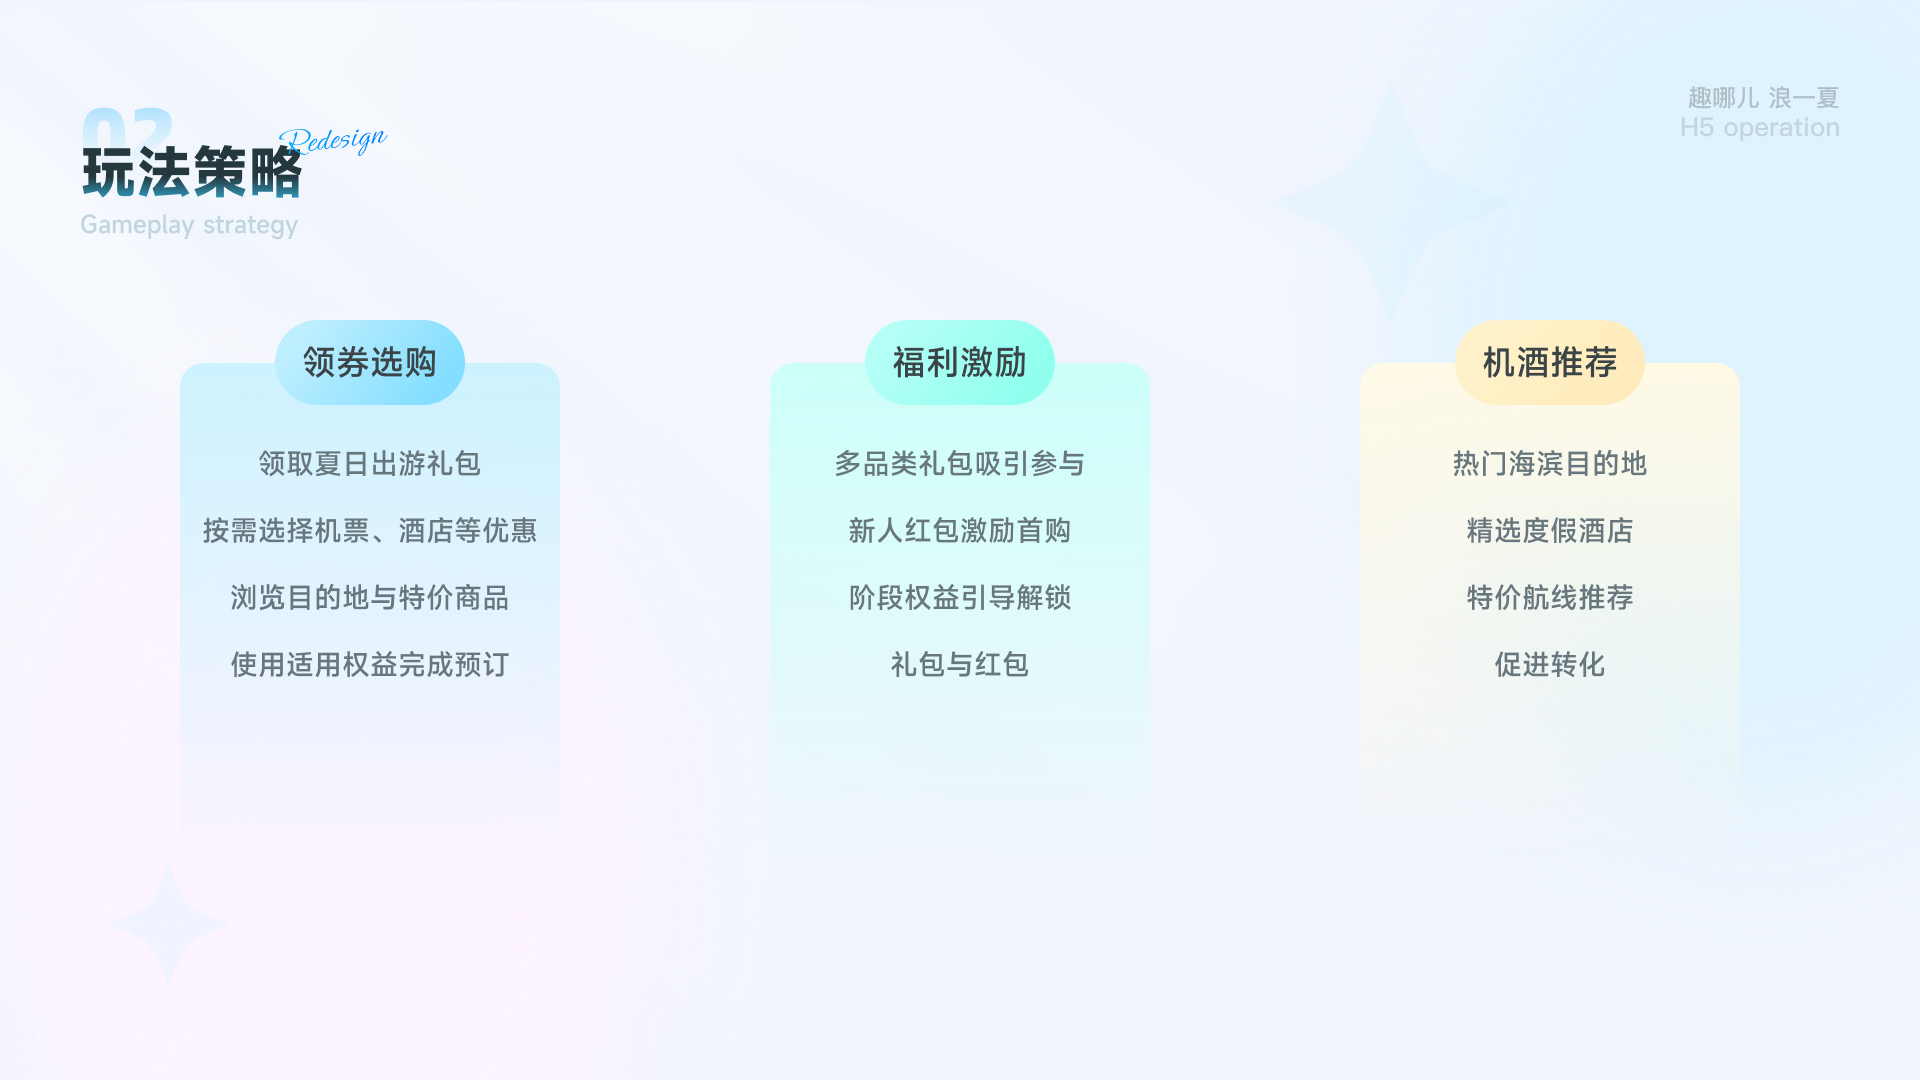 02
玩法策略
Redesign
Gameplay strategy
趣哪儿 浪一夏
H5 operation
领券选购
领取夏日出游礼包
按需选择机票、酒店等优惠
浏览目的地与特价商品
使用适用权益完成预订
福利激励
多品类礼包吸引参与
新人红包激励首购
阶段权益引导解锁
礼包与红包
机酒推荐
热门海滨目的地
精选度假酒店
特价航线推荐
促进转化